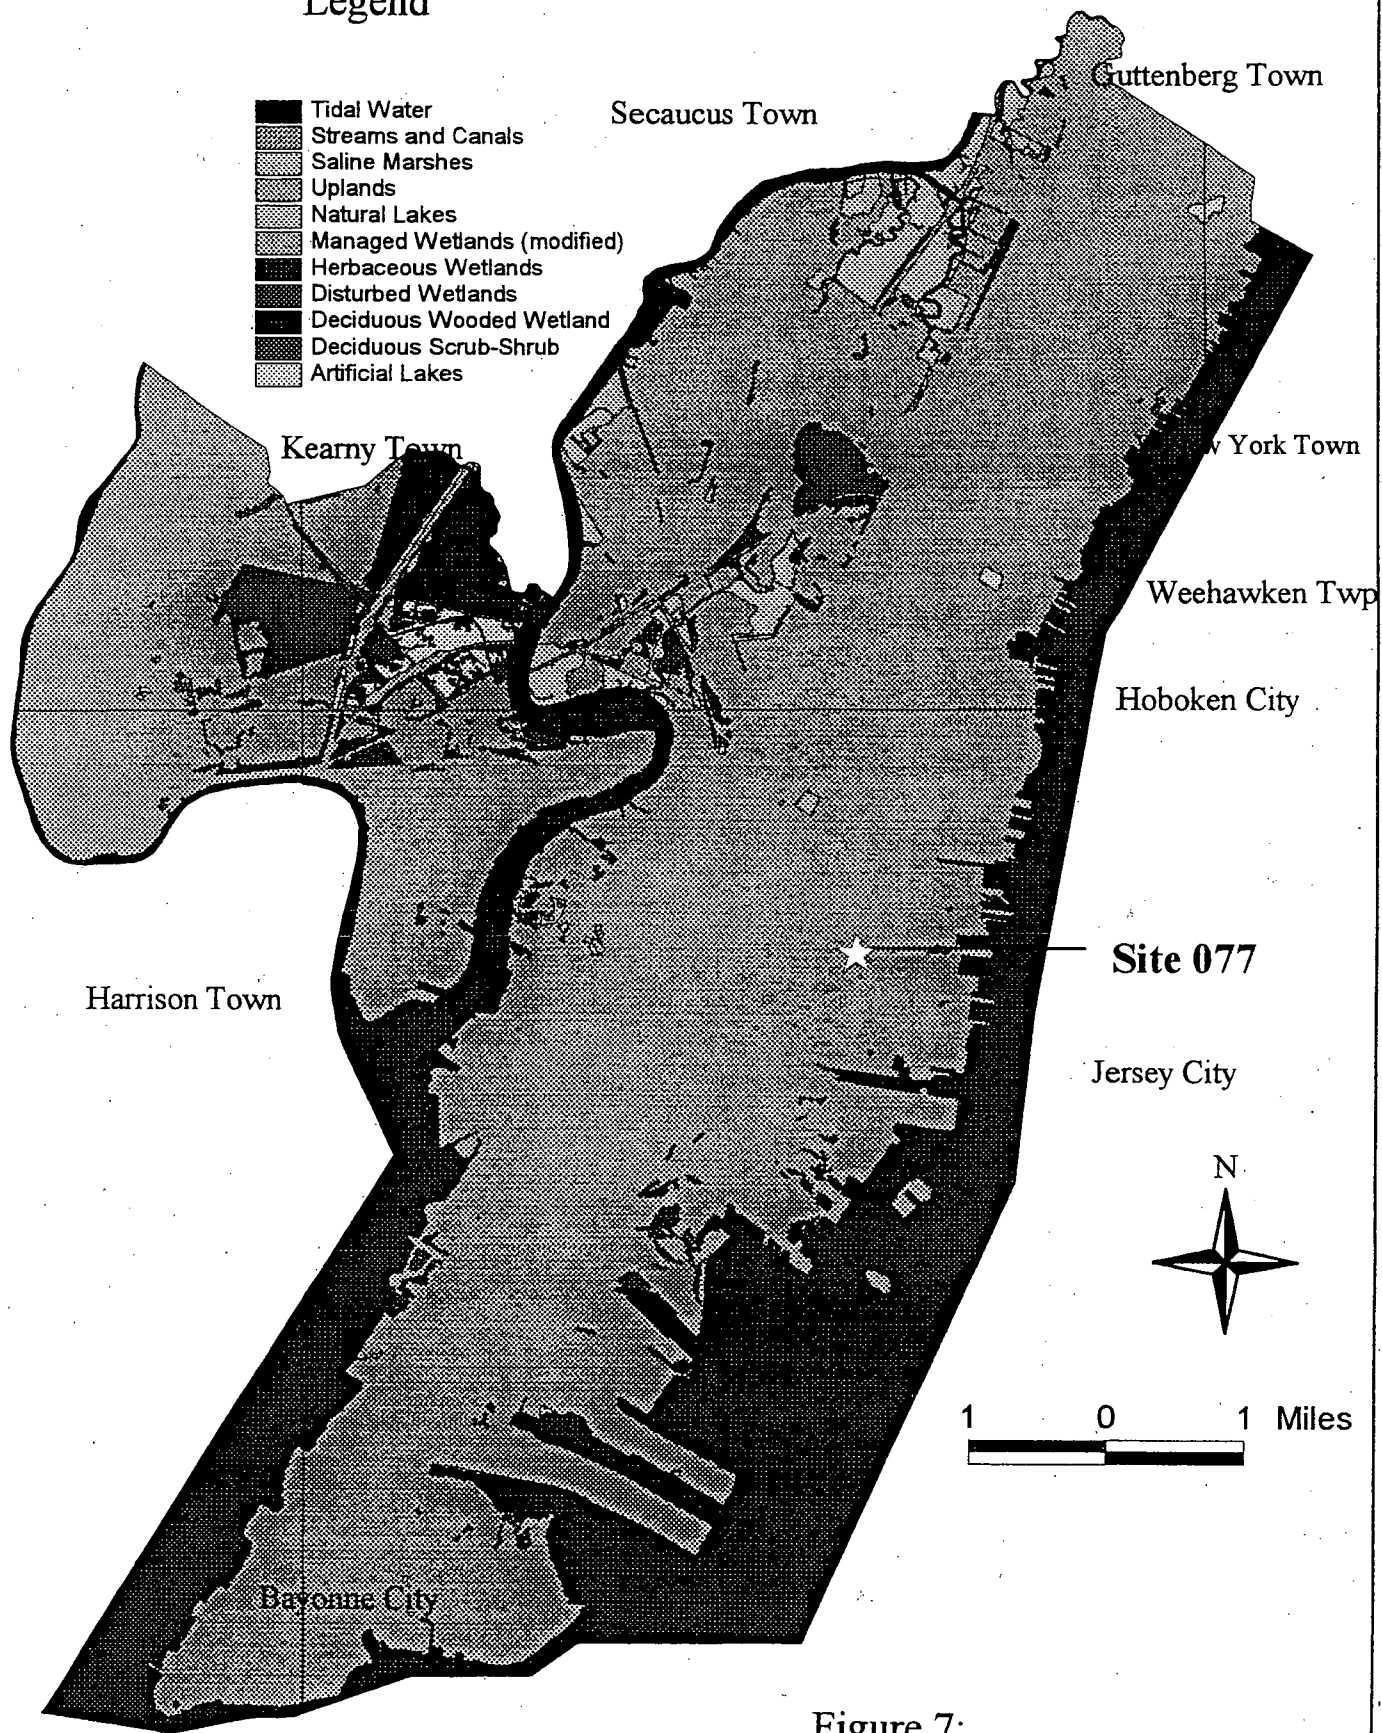 Legend
Tidal Water
Streams and Canals
Saline Marshes
Uplands
Natural Lakes
Managed Wetlands (modified)
Herbaceous Wetlands
Disturbed Wetlands
Deciduous Wooded Wetland
Deciduous Scrub-Shrub
Artificial Lakes
Guttenberg Town
Secaucus Town
Kearny Town
York Town
Weehawken Twp
Hoboken City
Site 077
Harrison Town
Jersey City
N
1 0 1 Miles
Bayonne City
Figure 7: